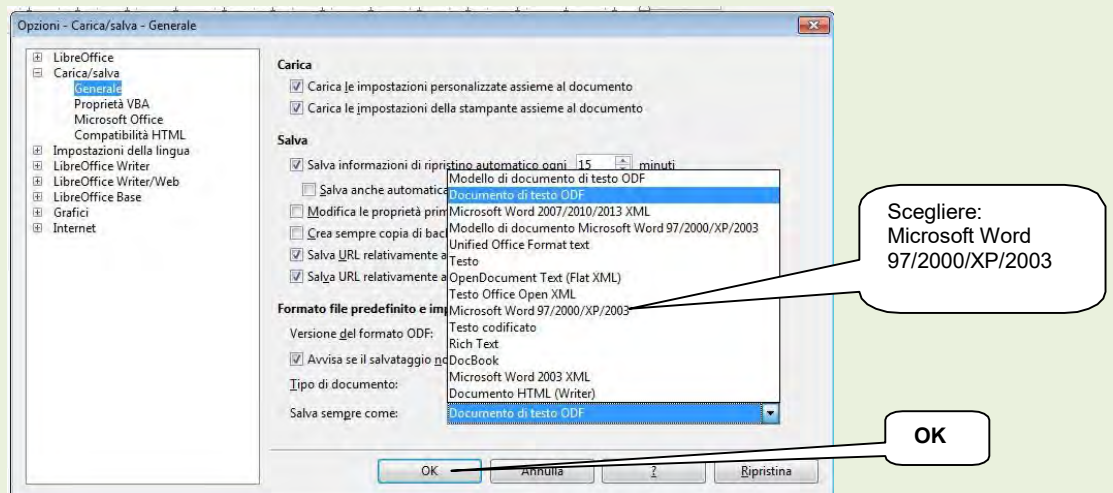 Opzioni - Carica/salva - Generale
LibreOffice
Carica/salva
Generale
Proprietà VBA
Microsoft Office
Compatibilità HTML
Impostazioni della lingua
LibreOffice Writer
LibreOffice Writer/Web
LibreOffice Base
Grafici
Internet
Carica
Carica le impostazioni personalizzate assieme al documento
Carica le impostazioni della stampante assieme al documento
Salva
Salva informazioni di ripristino automatico ogni 15 minuti
Salva anche automatica
Modifica le proprietà prim
Crea sempre copia di bac
Salva URL relativamente a
Salva URL relativamente a
Formato file predefinito e imp
Versione del formato ODF:
Avvisa se il salvataggio no
Tipo di documento:
Salva sempre come: Documento di testo ODF
Modello di documento di testo ODF
Documento di testo ODF
Microsoft Word 2007/2010/2013 XML
Modello di documento Microsoft Word 97/2000/XP/2003
Unified Office Format text
Testo
OpenDocument Text (Flat XML)
Testo Office Open XML
Microsoft Word 97/2000/XP/2003
Testo codificato
Rich Text
DocBook
Microsoft Word 2003 XML
Documento HTML (Writer)
OK Annulla ? Ripristina
Scegliere:
Microsoft Word
97/2000/XP/2003
OK